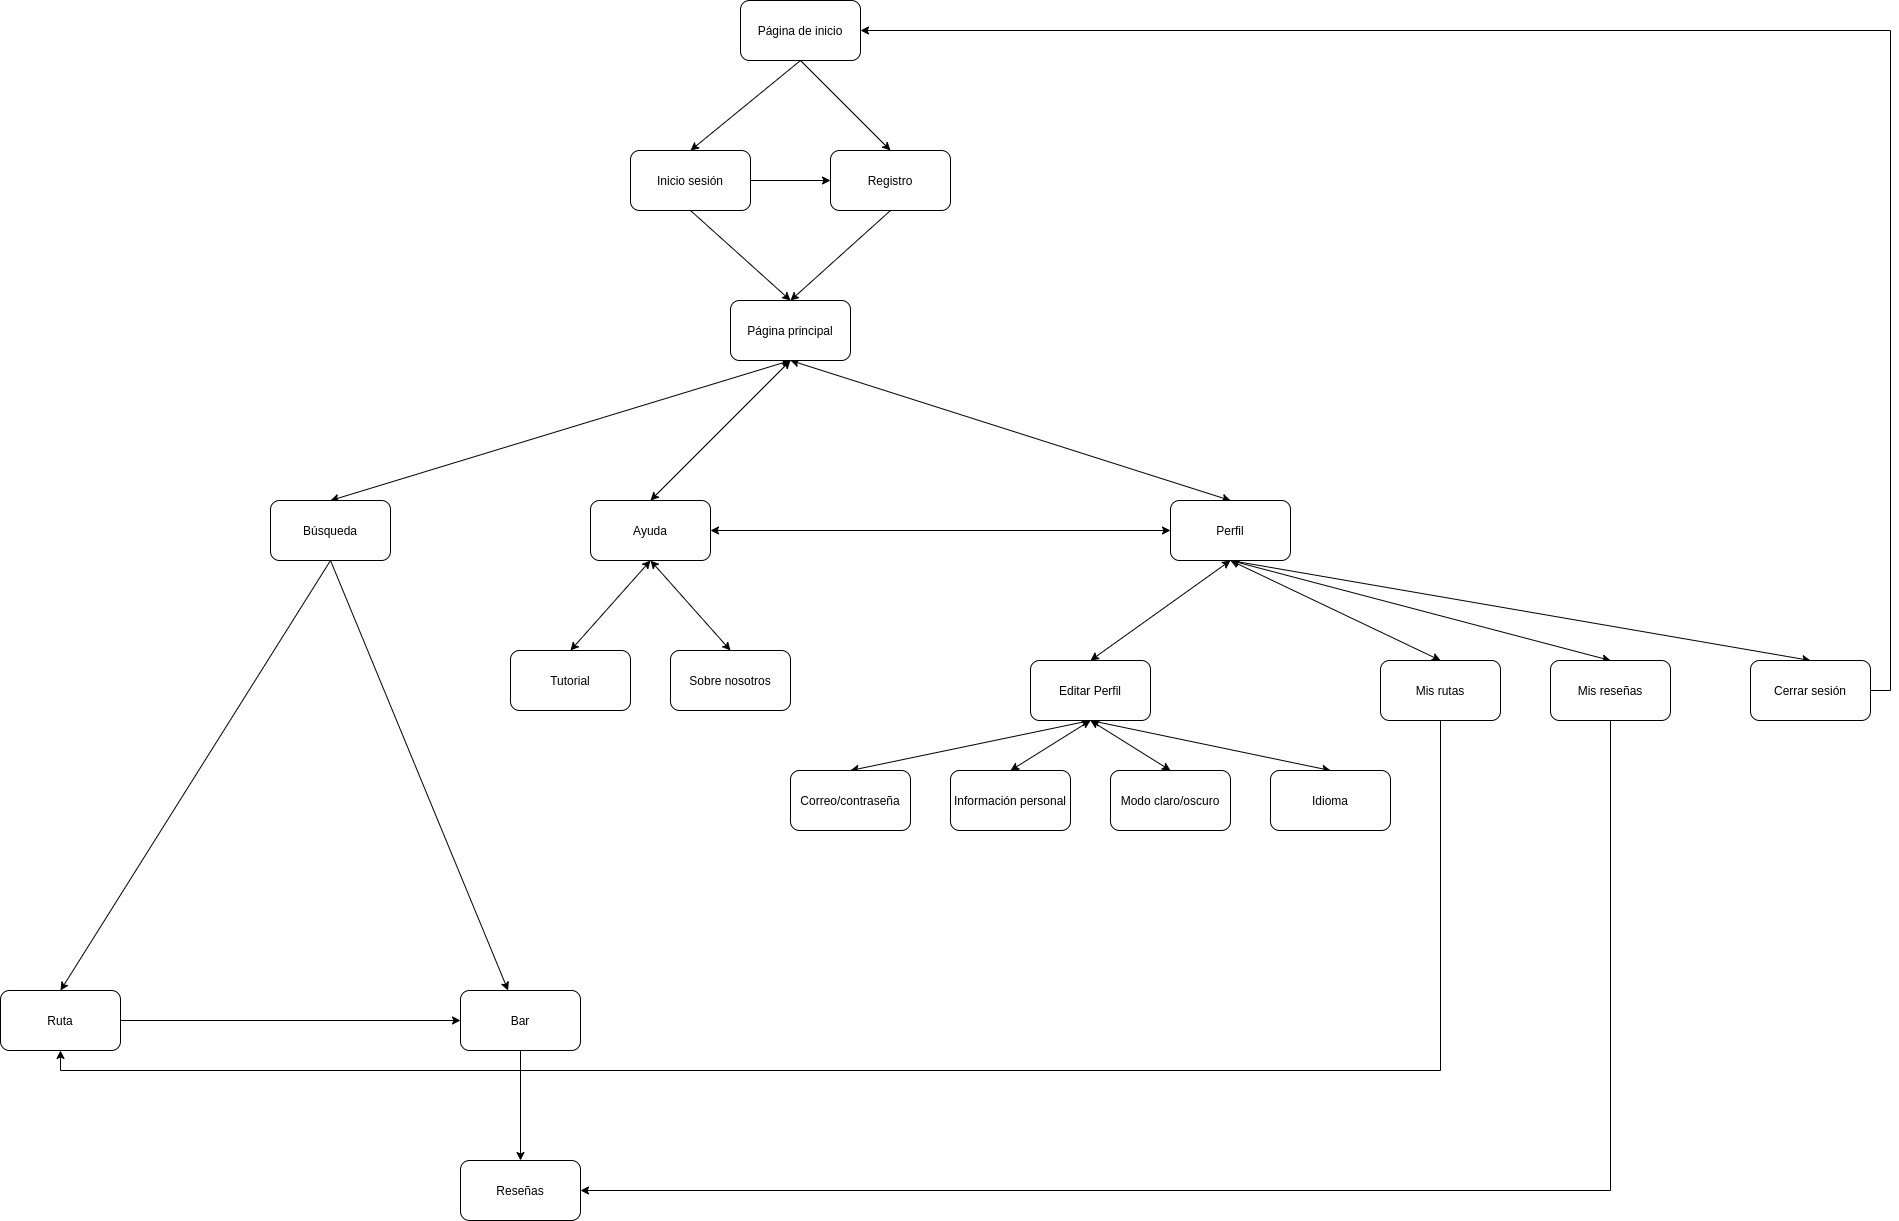 Página de inicio
Inicio sesión
Registro
Página principal
Búsqueda
Ayuda
Perfil
Tutorial
Sobre nosotros
Editar Perfil
Mis rutas
Mis reseñas
Cerrar sesión
Correo/contraseña
Información personal
Modo claro/oscuro
Idioma
Ruta
Bar
Reseñas